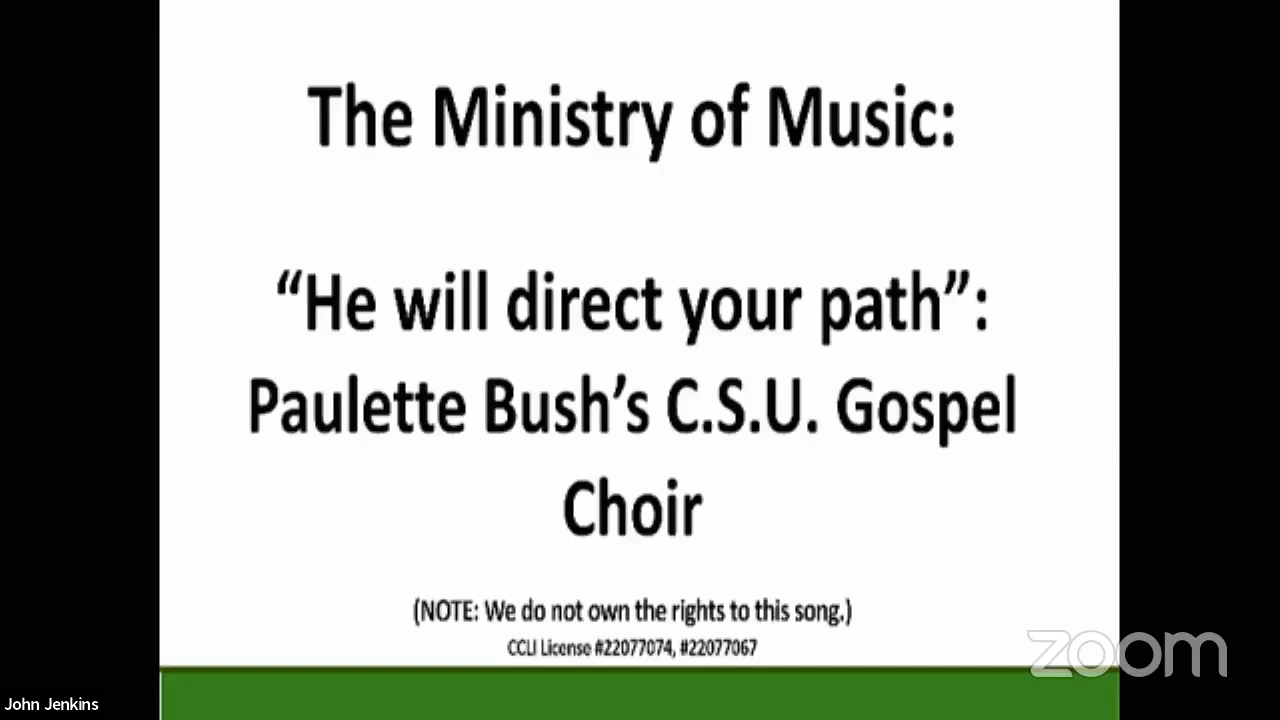 The Ministry of Music:
“He will direct your path”:
Paulette Bush’s C.S.U. Gospel
Choir
(NOTE: We do not own the rights to this song.)
CCLI License #22077074, #22077067
zoom
John Jenkins